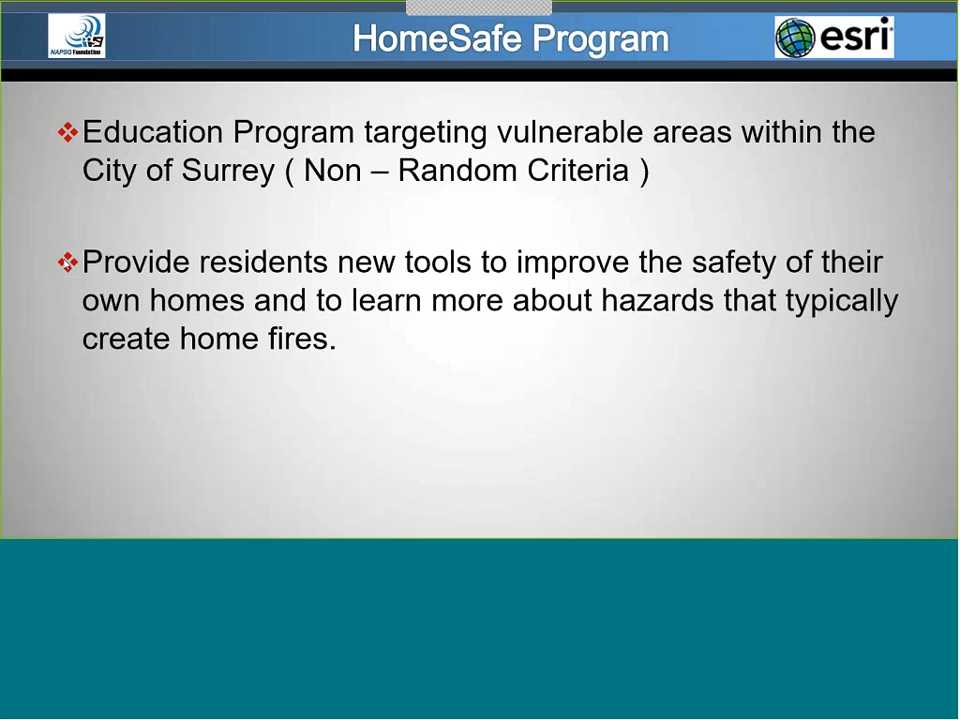 NAPSG Foundation
HomeSafe Program
esri
Education Program targeting vulnerable areas within the
City of Surrey ( Non – Random Criteria )
Provide residents new tools to improve the safety of their
own homes and to learn more about hazards that typically
create home fires.